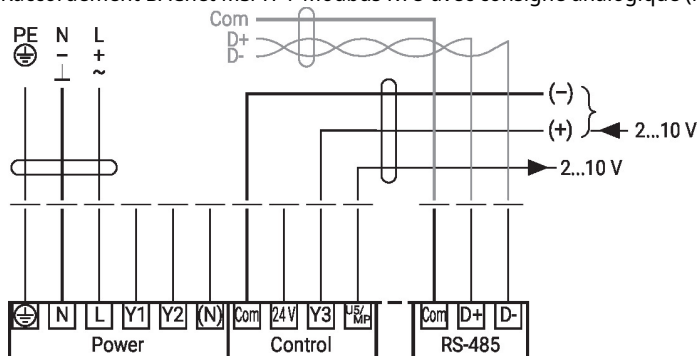 Com
D+
D-
PE N L
− +
⊥ ~
(−)
(+) 2...10 V
2...10 V
N L Y1 Y2 (N) Com 24V Y3 U5/MP Com D+ D-
Power Control RS-485